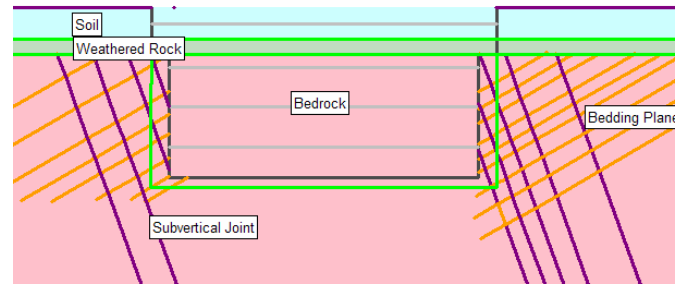 Soil
Weathered Rock
Bedrock
Bedding Plane
Subvertical Joint